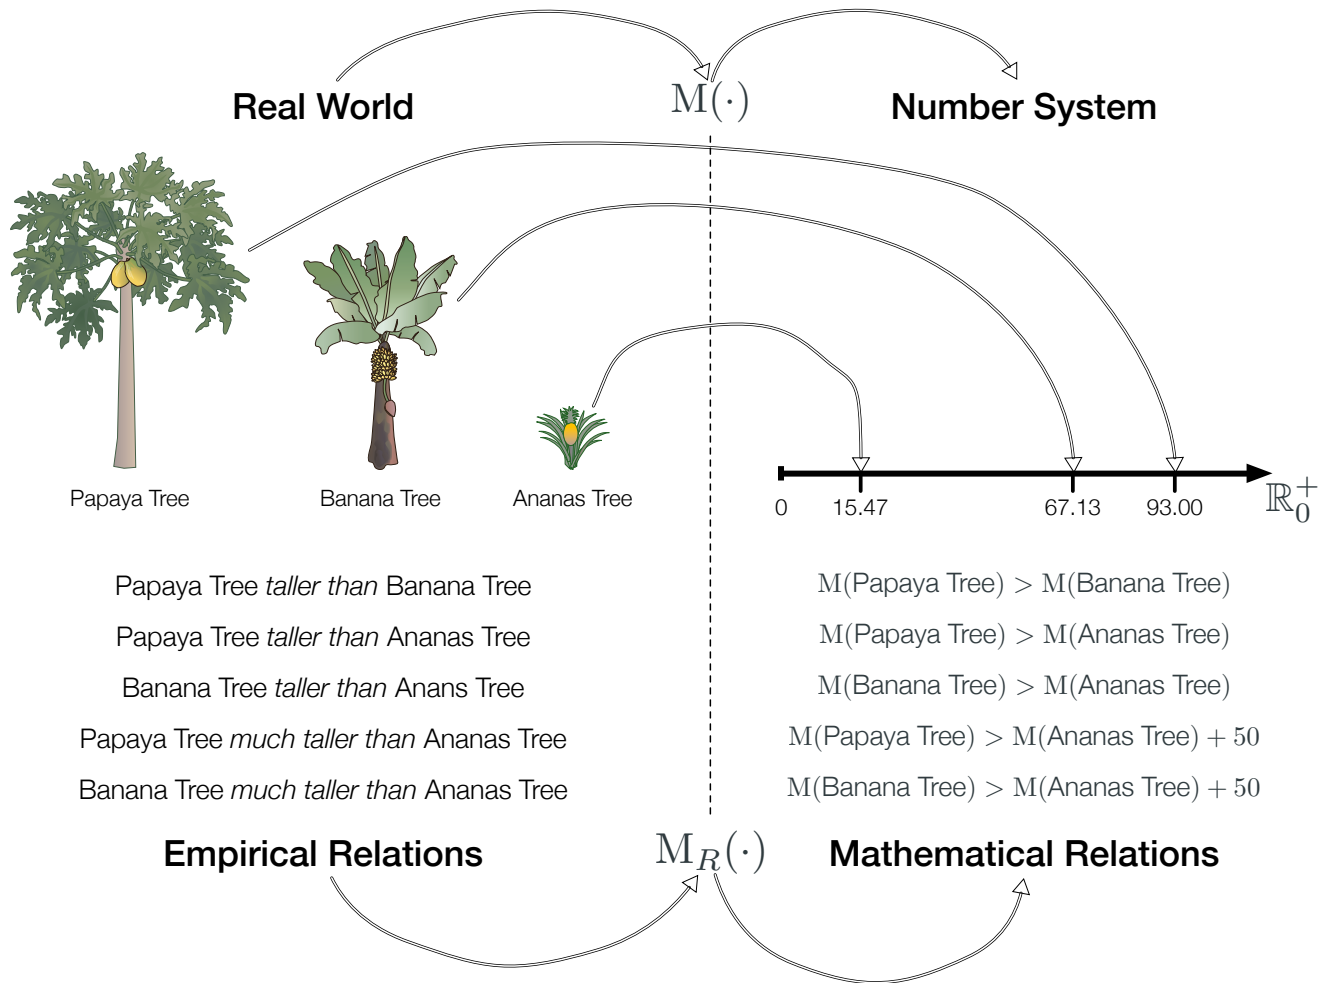 Real World M(·) Number System
Papaya Tree Banana Tree Ananas Tree
0 15.47 67.13 93.00 ℝ₀⁺
Papaya Tree taller than Banana Tree
M(Papaya Tree) > M(Banana Tree)
Papaya Tree taller than Ananas Tree
M(Papaya Tree) > M(Ananas Tree)
Banana Tree taller than Anans Tree
M(Banana Tree) > M(Ananas Tree)
Papaya Tree much taller than Ananas Tree
M(Papaya Tree) > M(Ananas Tree) + 50
Banana Tree much taller than Ananas Tree
M(Banana Tree) > M(Ananas Tree) + 50
Empirical Relations M_R(·) Mathematical Relations